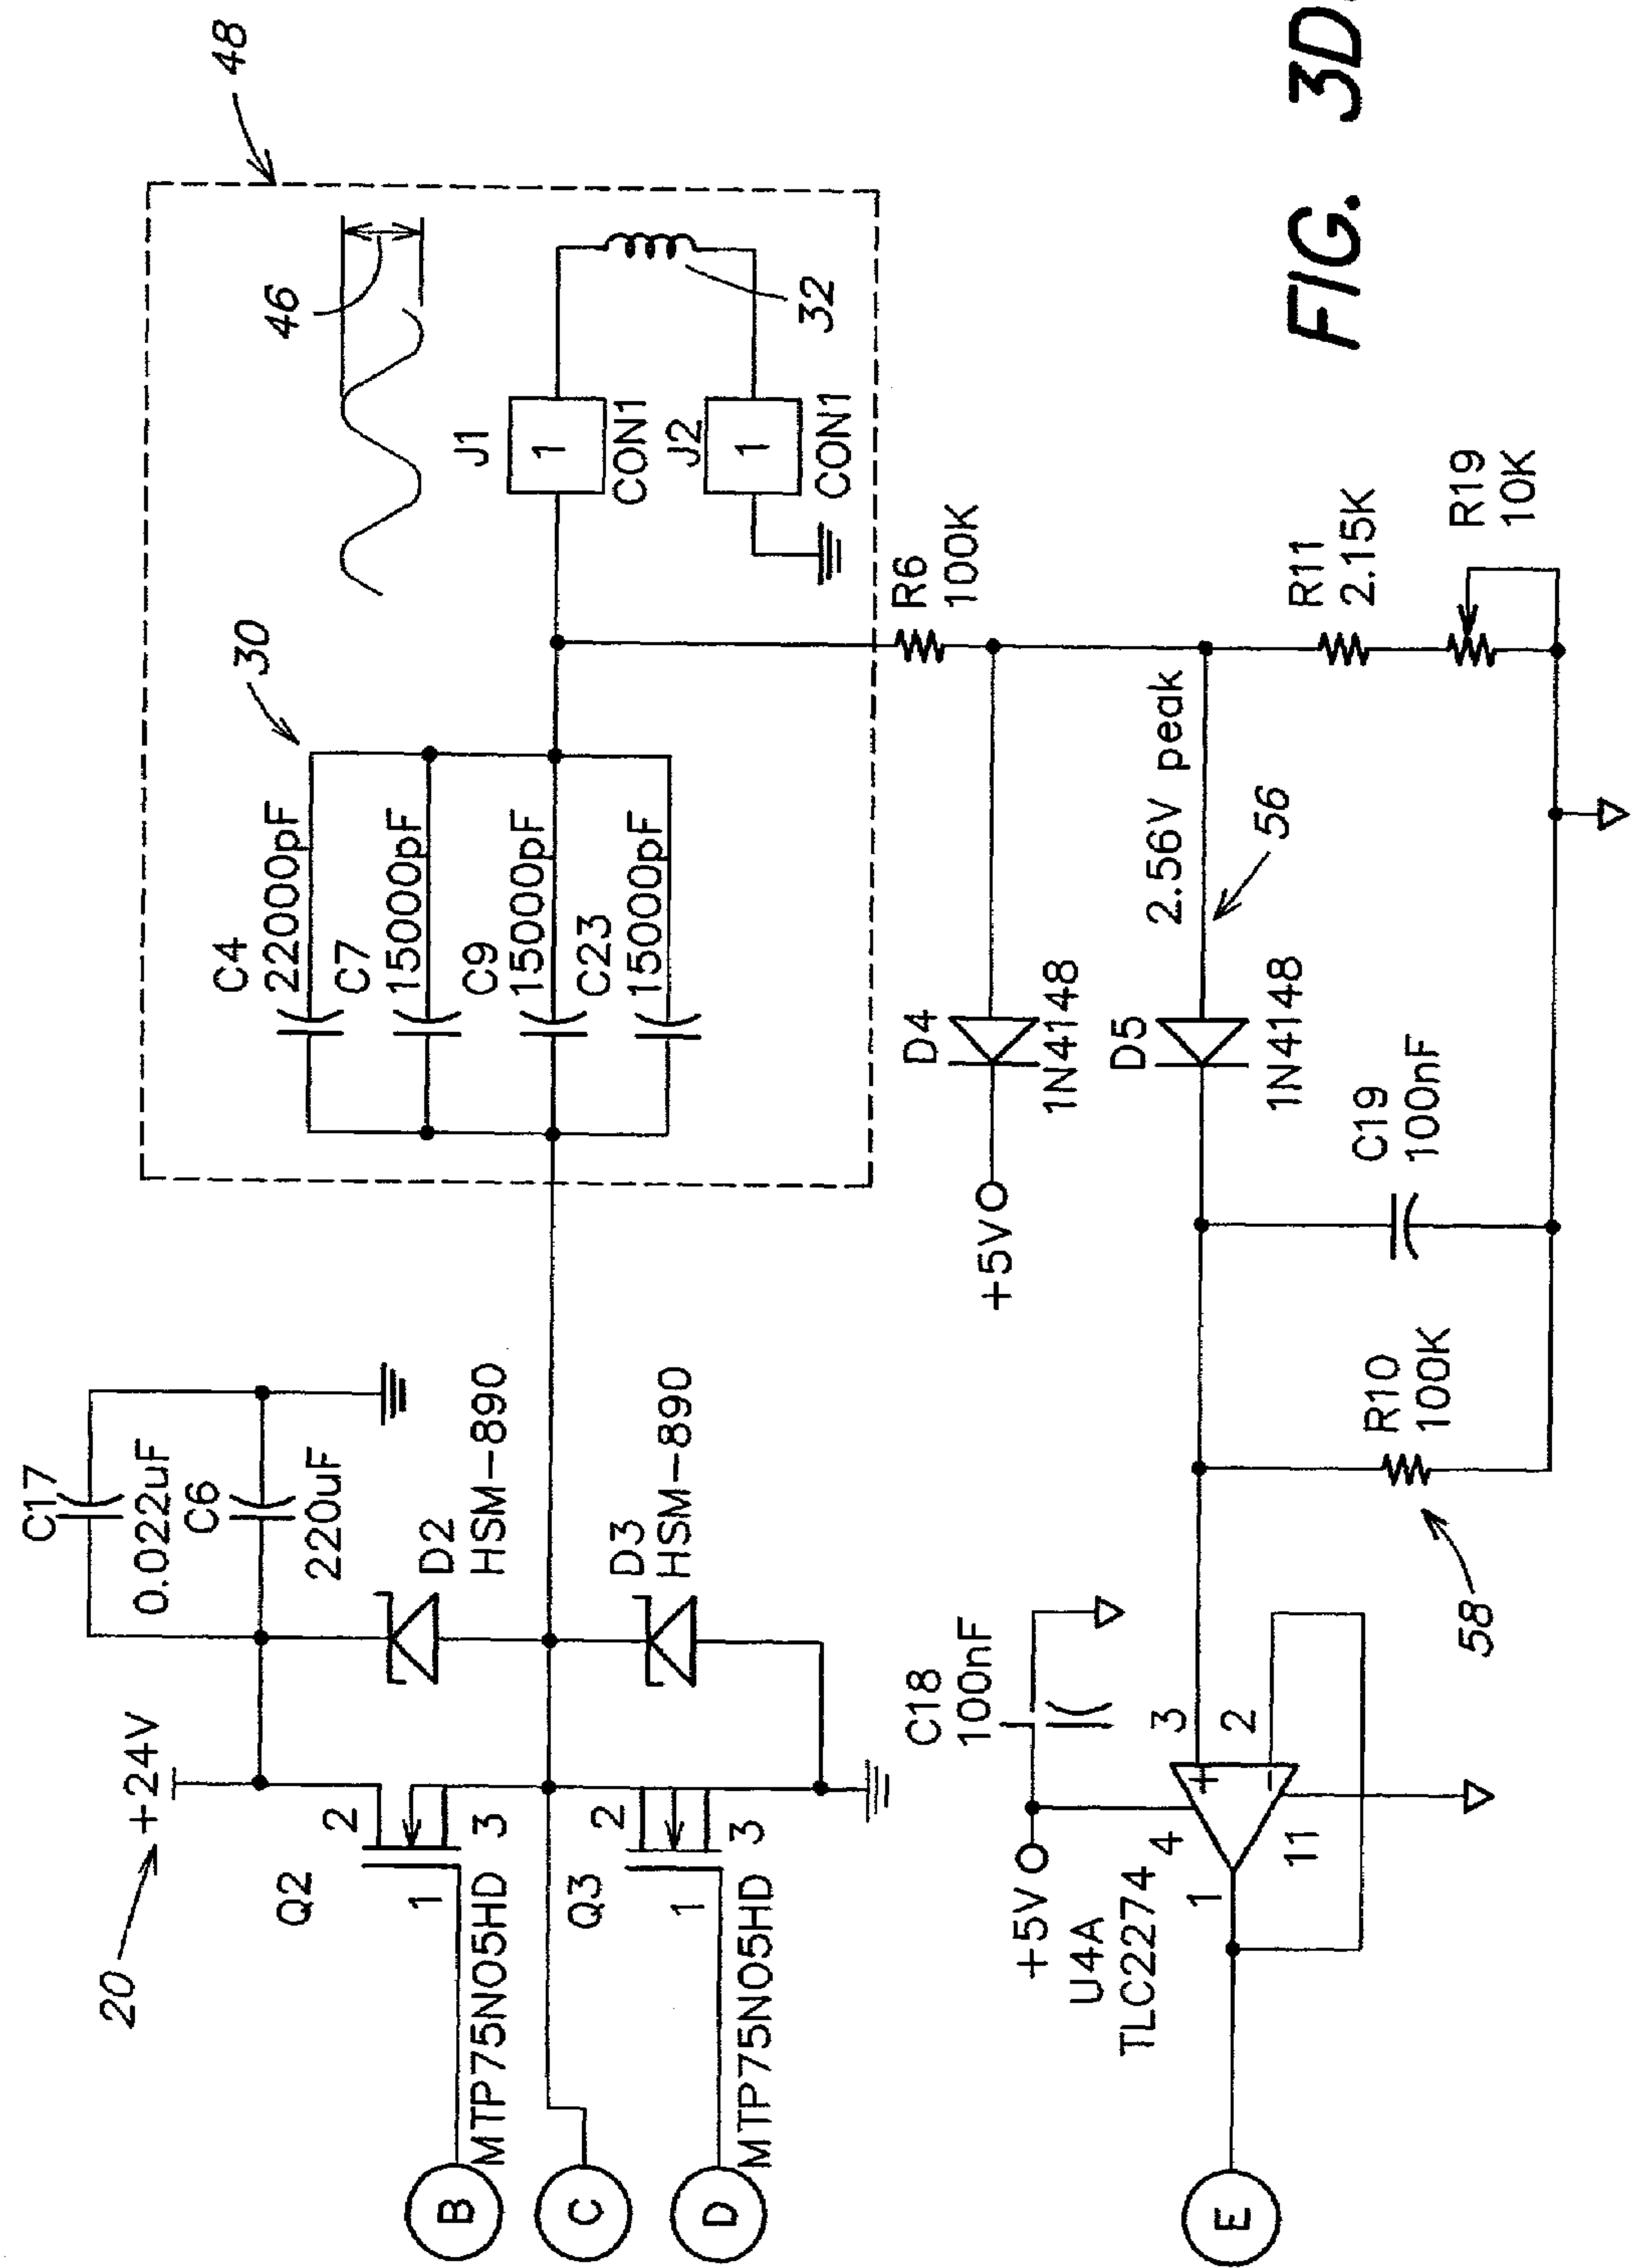 48
46
30
C4
22000pF
C7
15000pF
C9
15000pF
C23
15000pF
J1
1
CON1
J2
1
CON1
32
C17
0.022uF
C6
220uF
20
+24V
D2
HSM-890
D3
HSM-890
Q2
2
1
3
MTP75N05HD
Q3
2
1
3
MTP75N05HD
B
C
D
R6
100K
D4
1N4148
+5V
2.56V peak
56
D5
1N4148
R11
2.15K
R19
10K
C19
100nF
R10
100K
58
C18
100nF
+5V
U4A
TLC2274
3
2
4
1
11
+
−
E
FIG. 3D